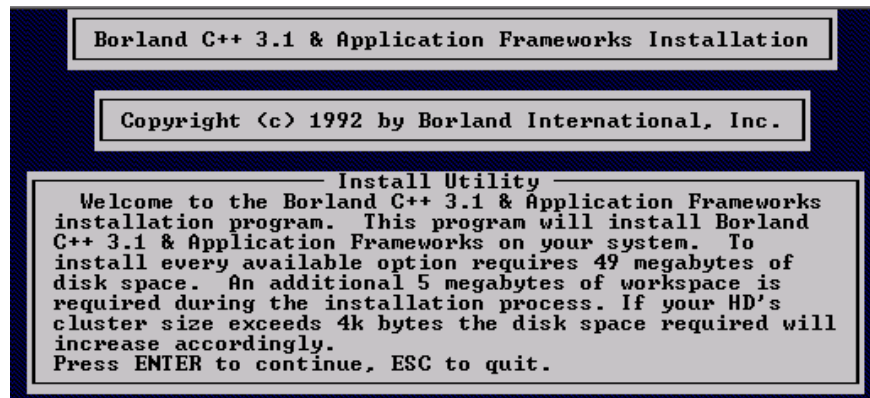 Borland C++ 3.1 & Application Frameworks Installation
Copyright (c) 1992 by Borland International, Inc.
Install Utility
Welcome to the Borland C++ 3.1 & Application Frameworks
installation program.  This program will install Borland
C++ 3.1 & Application Frameworks on your system.  To
install every available option requires 49 megabytes of
disk space.  An additional 5 megabytes of workspace is
required during the installation process. If your HD's
cluster size exceeds 4k bytes the disk space required will
increase accordingly.
Press ENTER to continue, ESC to quit.